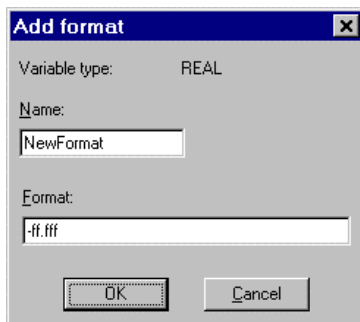 Add format
Variable type: REAL
Name:
NewFormat
Format:
-ff.fff
OK Cancel